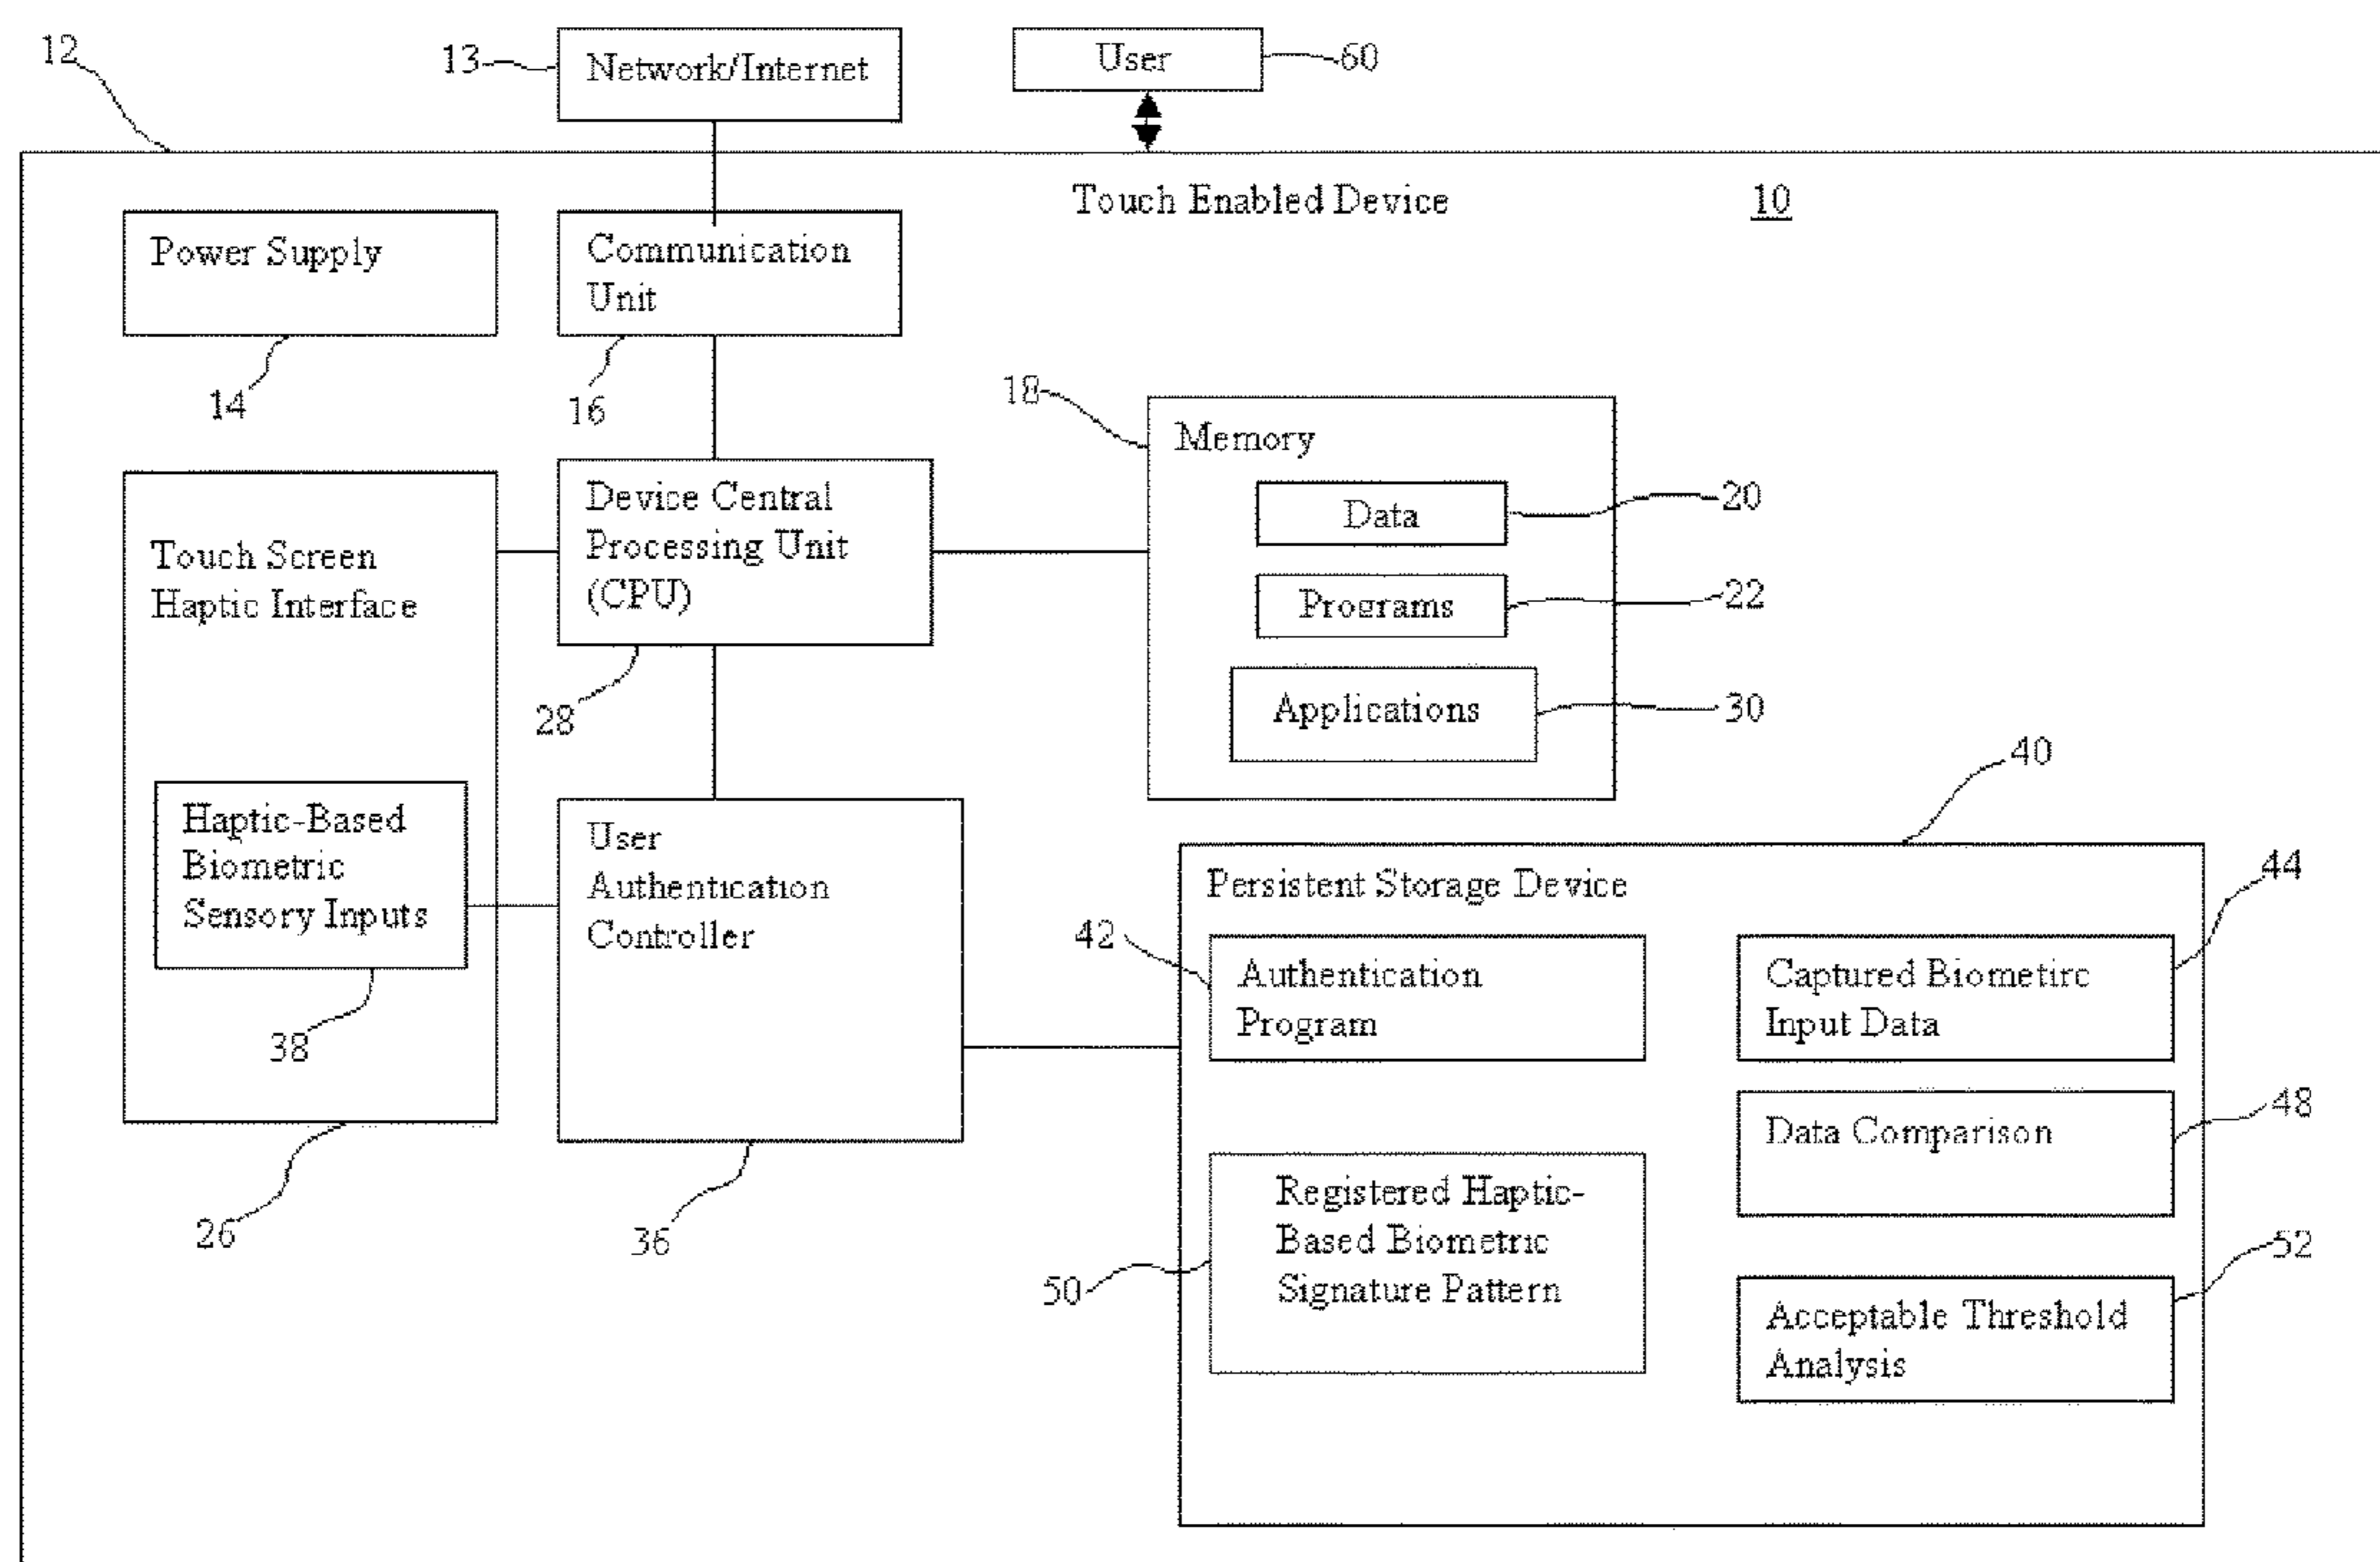 12
13
Network/Internet
User
60
Touch Enabled Device
10
Power Supply
14
Communication
Unit
16
18
Memory
Data
20
Programs
22
Applications
30
Touch Screen
Haptic Interface
Device Central
Processing Unit
(CPU)
28
Haptic-Based
Biometric
Sensory Inputs
38
26
User
Authentication
Controller
36
40
Persistent Storage Device
42
Authentication
Program
44
Captured Biometirc
Input Data
48
Data Comparison
50
Registered Haptic-
Based Biometric
Signature Pattern
52
Acceptable Threshold
Analysis